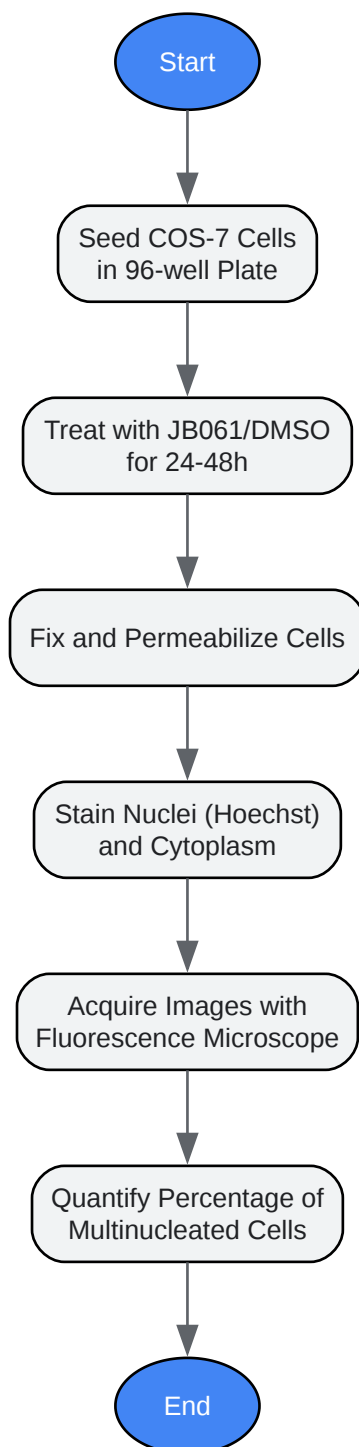 Start
Seed COS-7 Cells
in 96-well Plate
Treat with JB061/DMSO
for 24-48h
Fix and Permeabilize Cells
Stain Nuclei (Hoechst)
and Cytoplasm
Acquire Images with
Fluorescence Microscope
Quantify Percentage of
Multinucleated Cells
End